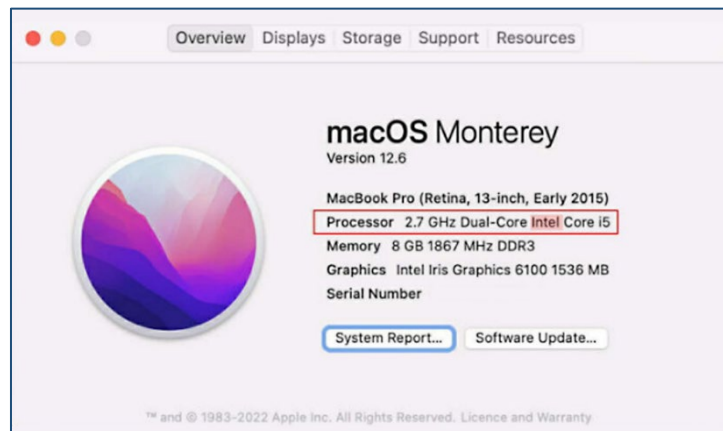 Overview Displays Storage Support Resources
macOS Monterey
Version 12.6
MacBook Pro (Retina, 13-inch, Early 2015)
Processor 2.7 GHz Dual-Core Intel Core i5
Memory 8 GB 1867 MHz DDR3
Graphics Intel Iris Graphics 6100 1536 MB
Serial Number
System Report... Software Update...
™ and © 1983-2022 Apple Inc. All Rights Reserved. Licence and Warranty